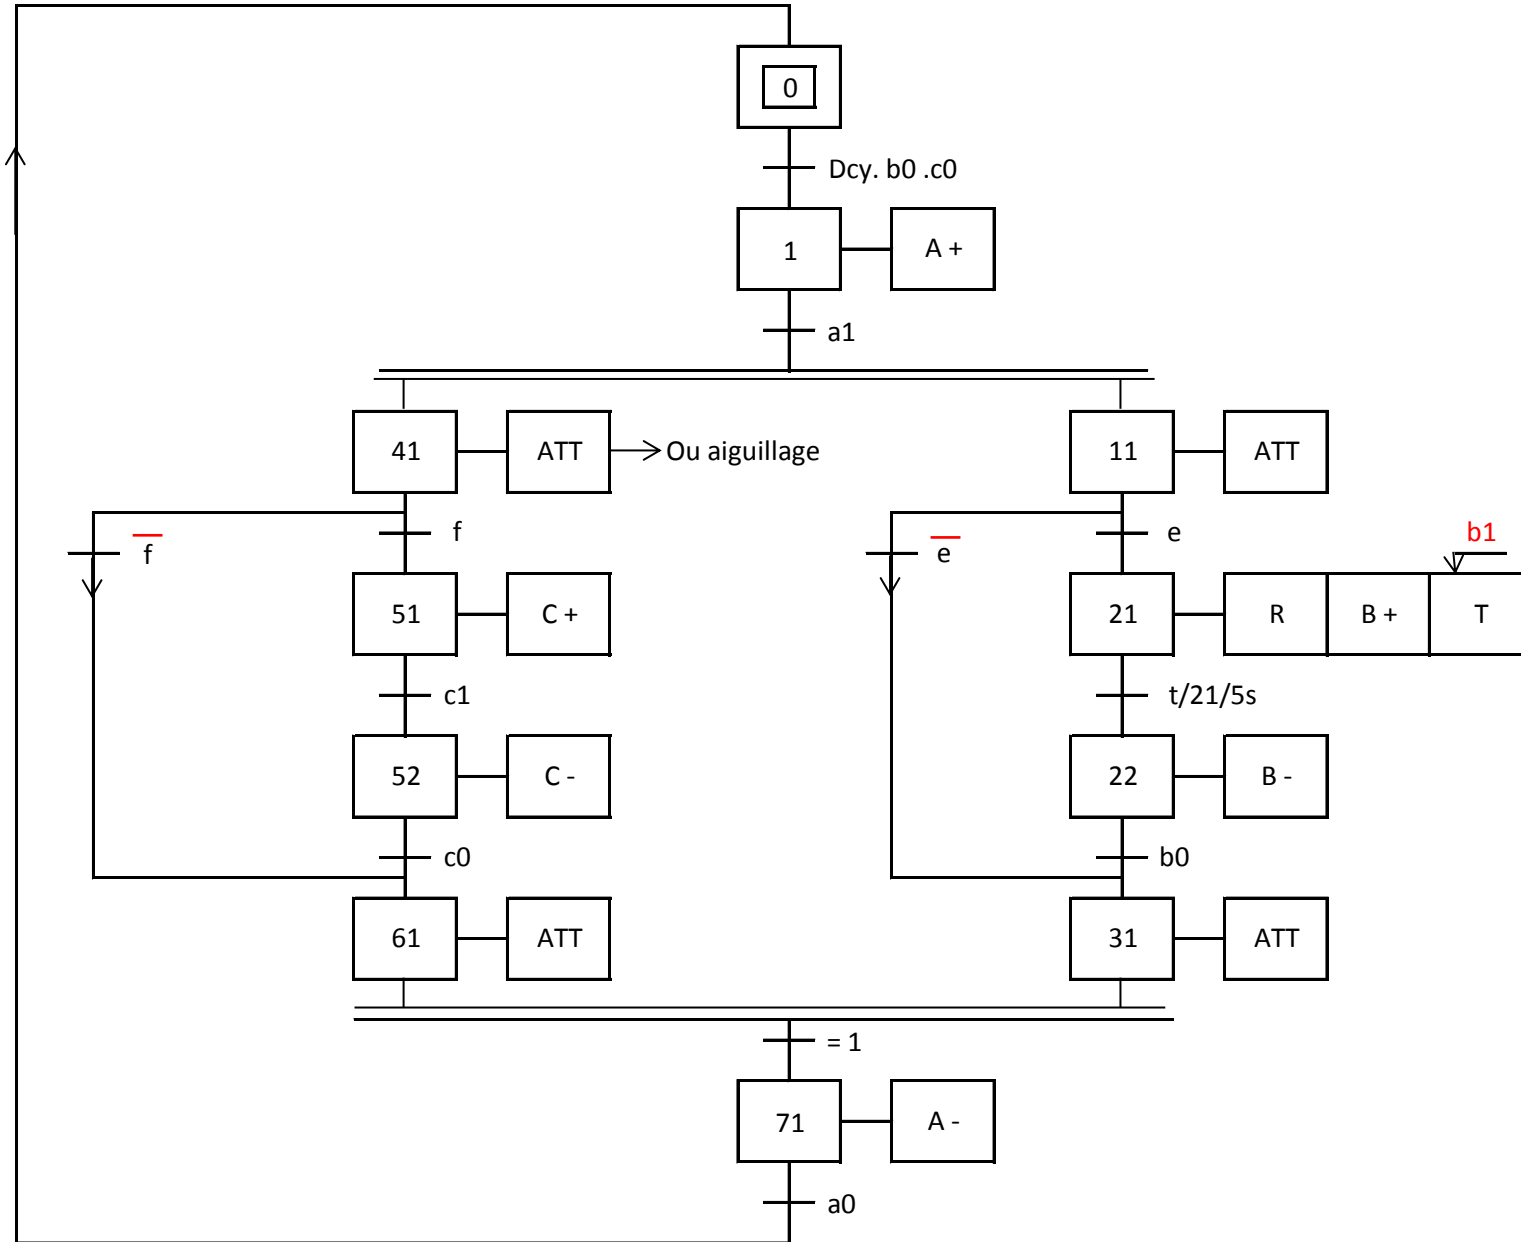 0
Dcy. b0 .c0
1 A +
a1
41 ATT Ou aiguillage 11 ATT
f̅ f e̅ e b1
51 C + 21 R B + T
c1 t/21/5s
52 C - 22 B -
c0 b0
61 ATT 31 ATT
= 1
71 A -
a0